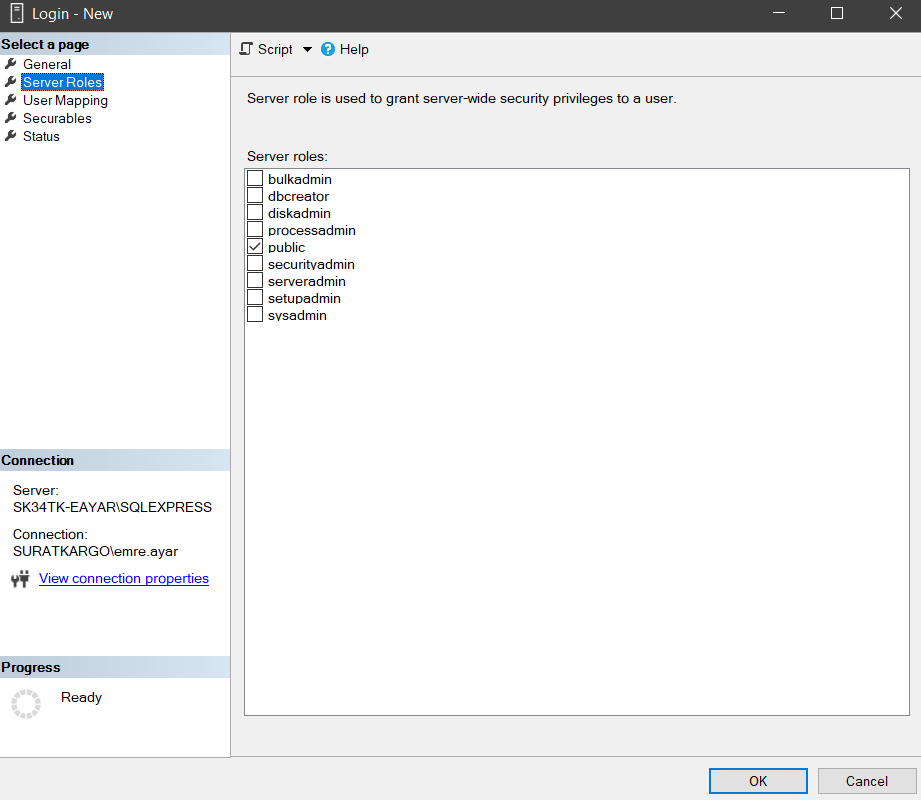 Login - New
Select a page
General
Server Roles
User Mapping
Securables
Status
Script
Help
Server role is used to grant server-wide security privileges to a user.
Server roles:
bulkadmin
dbcreator
diskadmin
processadmin
public
securityadmin
serveradmin
setupadmin
sysadmin
Connection
Server:
SK34TK-EAYAR\SQLEXPRESS
Connection:
SURATKARGO\emre.ayar
View connection properties
Progress
Ready
OK
Cancel